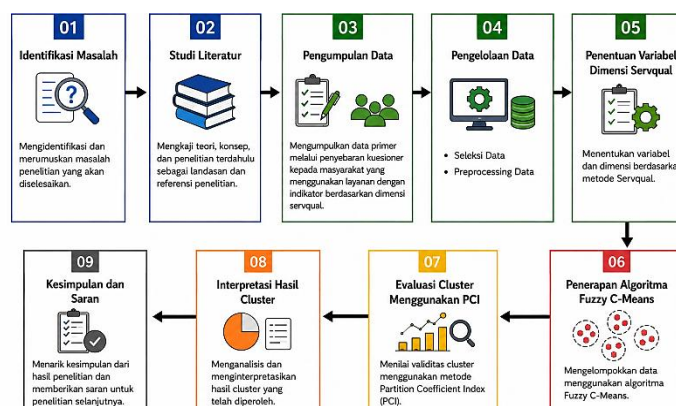 01
Identifikasi Masalah
Mengidentifikasi dan
merumuskan masalah
penelitian yang akan
diselesaikan.
02
Studi Literatur
Mengkaji teori, konsep,
dan penelitian terdahulu
sebagai landasan dan
referensi penelitian.
03
Pengumpulan Data
Mengumpulkan data primer
melalui penyebaran kuesioner
kepada masyarakat yang
menggunakan layanan dengan
indikator berdasarkan dimensi
servqual.
04
Pengelolaan Data
• Seleksi Data
• Preprocessing Data
05
Penentuan Variabel
Dimensi Servqual
Menentukan variabel
dan dimensi berdasarkan
metode Servqual.
06
Penerapan Algoritma
Fuzzy C-Means
Mengelompokkan data
menggunakan algoritma
Fuzzy C-Means.
07
Evaluasi Cluster
Menggunakan PCI
Menilai validitas cluster
menggunakan metode
Partition Coefficient Index
(PCI).
08
Interpretasi Hasil
Cluster
Menganalisis dan
menginterpretasikan
hasil cluster yang
telah diperoleh.
09
Kesimpulan dan
Saran
Menarik kesimpulan dari
hasil penelitian dan
memberikan saran untuk
penelitian selanjutnya.